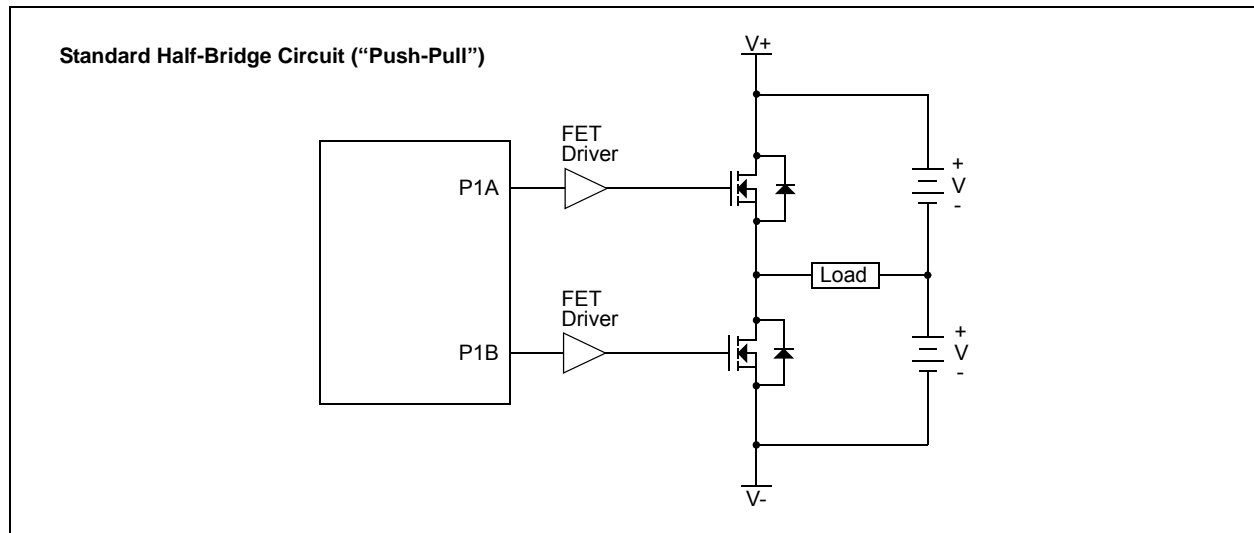 Standard Half-Bridge Circuit (“Push-Pull”)
V+
FET
Driver
P1A
+
V
-
Load
FET
Driver
P1B
+
V
-
V-